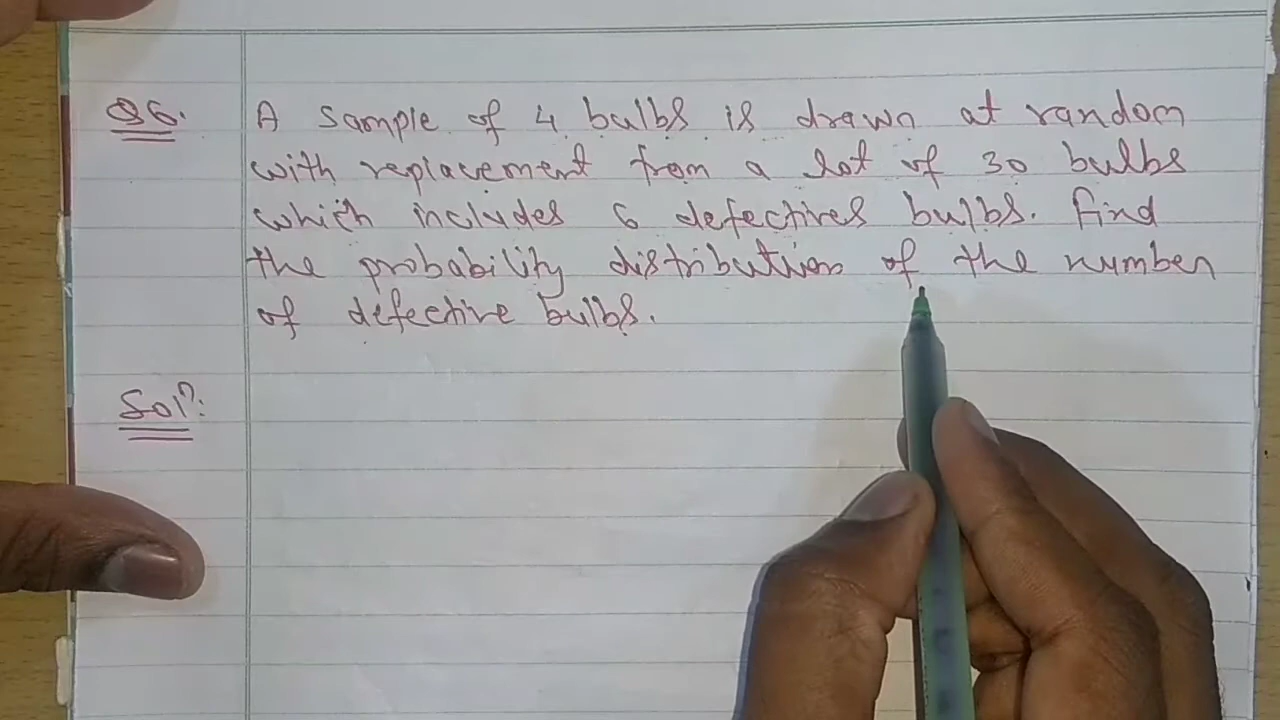 Q6. A sample of 4 bulbs is drawn at random
with replacement from a lot of 30 bulbs
which includes 6 defectives bulbs. Find
the probability distribution of the number
of defective bulbs.
Solⁿ: